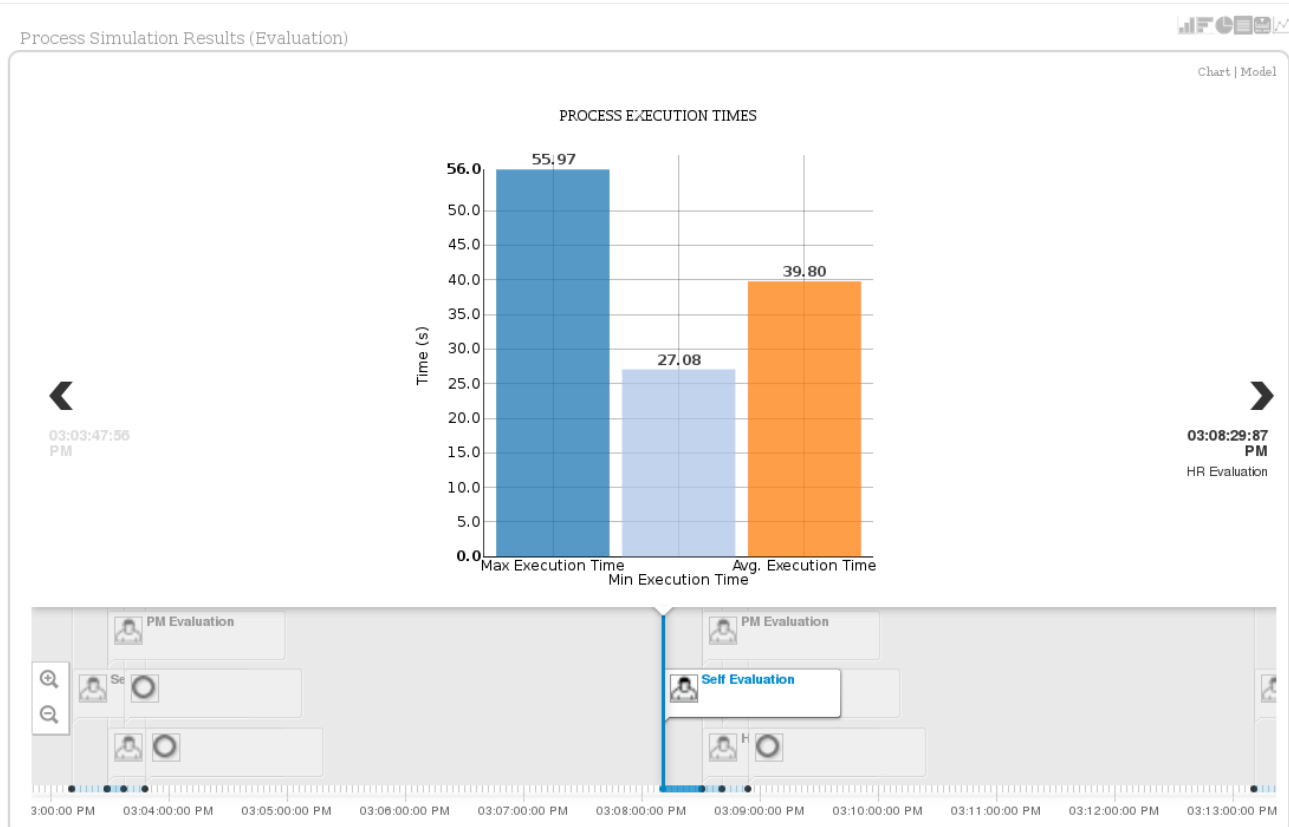 Process Simulation Results (Evaluation)
Chart | Model
PROCESS EXECUTION TIMES
55.97
56.0
50.0
45.0
39.80
40.0
35.0
30.0
27.08
25.0
20.0
15.0
10.0
5.0
0.0
Time (s)
Max Execution Time
Min Execution Time
Avg. Execution Time
03:03:47:56
PM
03:08:29:87
PM
HR Evaluation
PM Evaluation
PM Evaluation
Se
Self Evaluation
H
3:00:00 PM
03:04:00:00 PM
03:05:00:00 PM
03:06:00:00 PM
03:07:00:00 PM
03:08:00:00 PM
03:09:00:00 PM
03:10:00:00 PM
03:11:00:00 PM
03:12:00:00 PM
03:13:00:00 PM